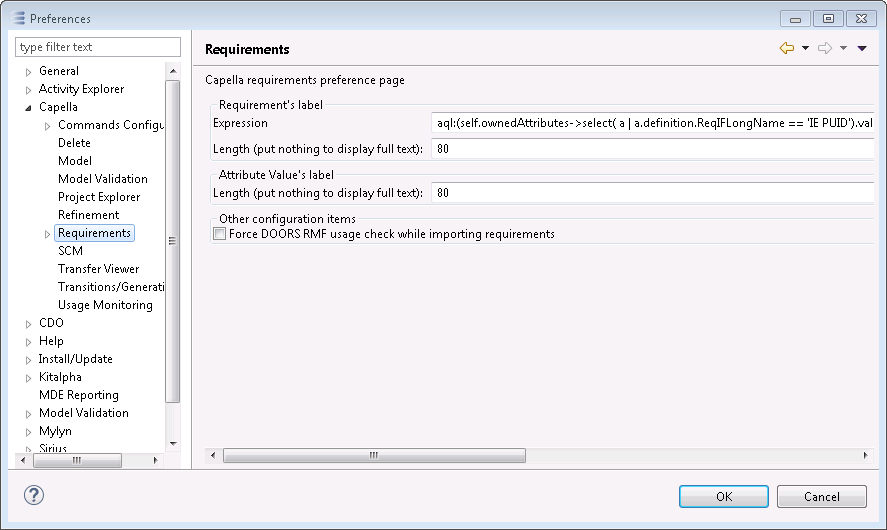 Preferences
type filter text
General
Activity Explorer
Capella
Commands Configu
Delete
Model
Model Validation
Project Explorer
Refinement
Requirements
SCM
Transfer Viewer
Transitions/Generati
Usage Monitoring
CDO
Help
Install/Update
Kitalpha
MDE Reporting
Model Validation
Mylyn
Sirius
Requirements
Capella requirements preference page
Requirement's label
Expression aql:(self.ownedAttributes->select( a | a.definition.ReqIFLongName == 'IE PUID').val
Length (put nothing to display full text): 80
Attribute Value's label
Length (put nothing to display full text): 80
Other configuration items
Force DOORS RMF usage check while importing requirements
?
OK Cancel